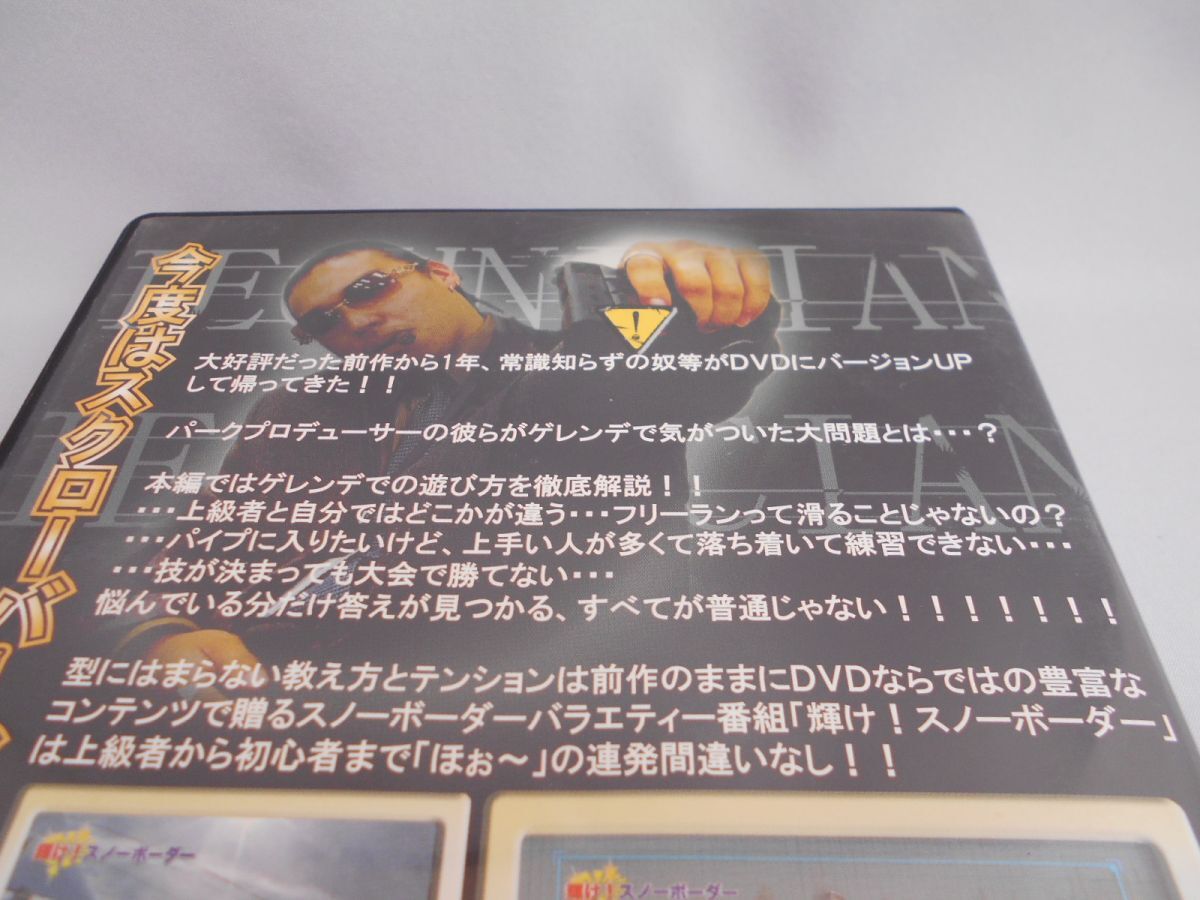 今度はスクローバ
大好評だった前作から1年、常識知らずの奴等がDVDにバージョンUP
して帰ってきた！！
パークプロデューサーの彼らがゲレンデで気がついた大問題とは・・・？
本編ではゲレンデでの遊び方を徹底解説！！
・・・上級者と自分ではどこかが違う・・・フリーランって滑ることじゃないの？
・・・パイプに入りたいけど、上手い人が多くて落ち着いて練習できない・・・
・・・技が決まっても大会で勝てない・・・
悩んでいる分だけ答えが見つかる、すべてが普通じゃない！！！！！！！
型にはまらない教え方とテンションは前作のままにDVDならではの豊富な
コンテンツで贈るスノーボーダーバラエティー番組「輝け！スノーボーダー」
は上級者から初心者まで「ほぉ～」の連発間違いなし！！
輝け！スノーボーダー
輝け！スノーボーダー